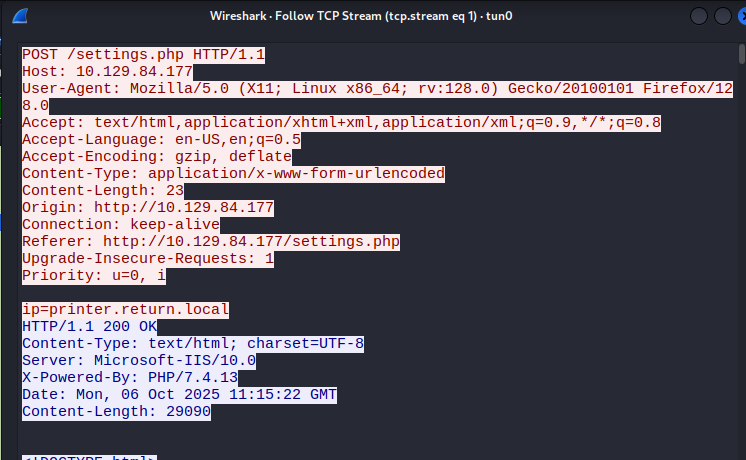 Wireshark · Follow TCP Stream (tcp.stream eq 1) · tun0
POST /settings.php HTTP/1.1
Host: 10.129.84.177
User-Agent: Mozilla/5.0 (X11; Linux x86_64; rv:128.0) Gecko/20100101 Firefox/12
8.0
Accept: text/html,application/xhtml+xml,application/xml;q=0.9,*/*;q=0.8
Accept-Language: en-US,en;q=0.5
Accept-Encoding: gzip, deflate
Content-Type: application/x-www-form-urlencoded
Content-Length: 23
Origin: http://10.129.84.177
Connection: keep-alive
Referer: http://10.129.84.177/settings.php
Upgrade-Insecure-Requests: 1
Priority: u=0, i
ip=printer.return.local
HTTP/1.1 200 OK
Content-Type: text/html; charset=UTF-8
Server: Microsoft-IIS/10.0
X-Powered-By: PHP/7.4.13
Date: Mon, 06 Oct 2025 11:15:22 GMT
Content-Length: 29090
<!DOCTYPE html>